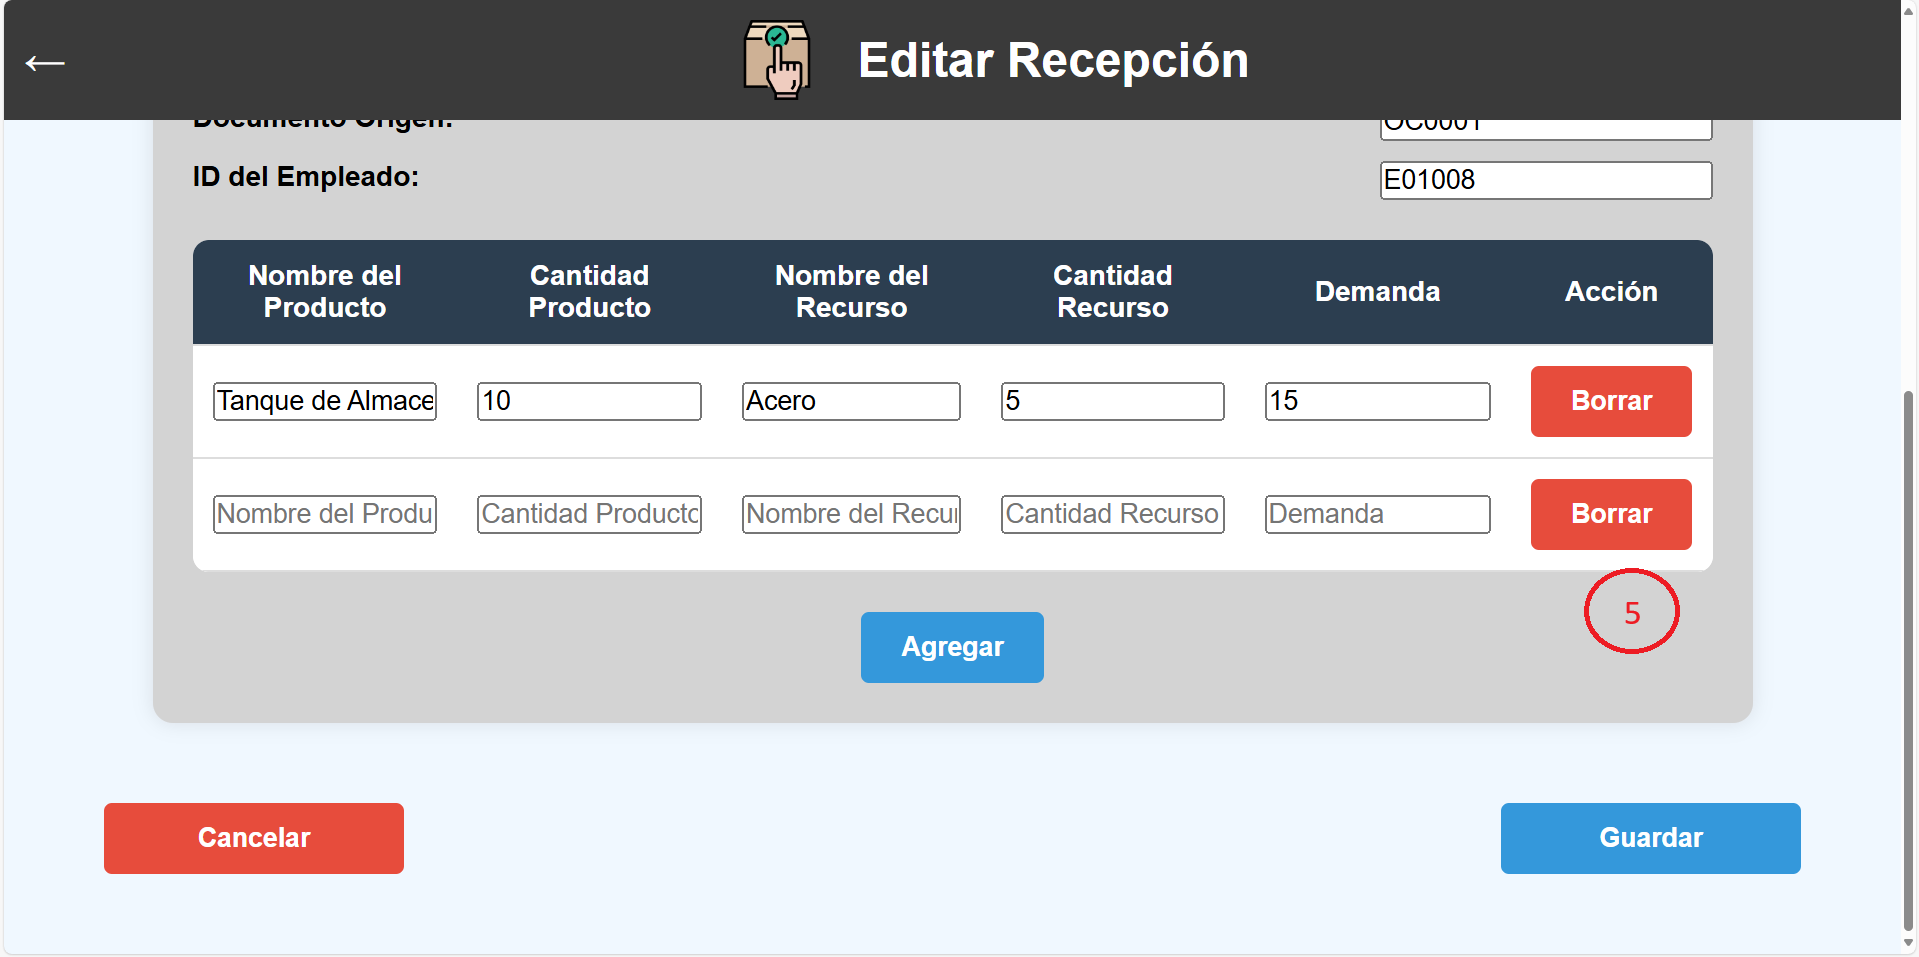 ←
Editar Recepción
Documento Origen:
OC0001
ID del Empleado:
E01008
Nombre del Producto
Cantidad Producto
Nombre del Recurso
Cantidad Recurso
Demanda
Acción
Tanque de Almace
10
Acero
5
15
Borrar
Nombre del Produ
Cantidad Producto
Nombre del Recur
Cantidad Recurso
Demanda
Borrar
5
Agregar
Cancelar
Guardar